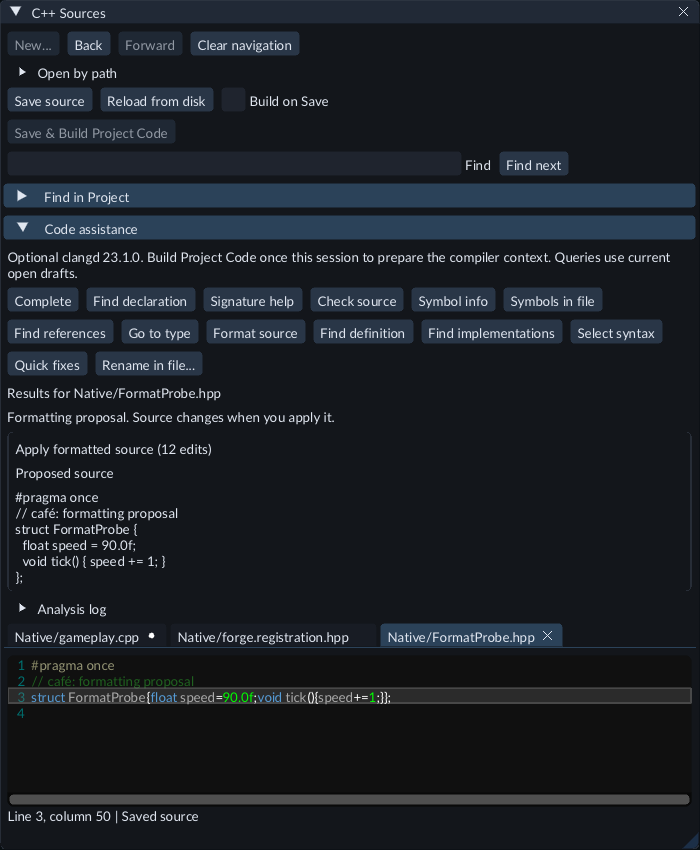 C++ Sources
New... Back Forward Clear navigation
Open by path
Save source Reload from disk Build on Save
Save & Build Project Code
Find Find next
Find in Project
Code assistance
Optional clangd 23.1.0. Build Project Code once this session to prepare the compiler context. Queries use current
open drafts.
Complete Find declaration Signature help Check source Symbol info Symbols in file
Find references Go to type Format source Find definition Find implementations Select syntax
Quick fixes Rename in file...
Results for Native/FormatProbe.hpp
Formatting proposal. Source changes when you apply it.
Apply formatted source (12 edits)
Proposed source
#pragma once
// café: formatting proposal
struct FormatProbe {
  float speed = 90.0f;
  void tick() { speed += 1; }
};
Analysis log
Native/gameplay.cpp Native/forge.registration.hpp Native/FormatProbe.hpp
1 #pragma once
2 // café: formatting proposal
3 struct FormatProbe{float speed=90.0f;void tick(){speed+=1;}};
4
Line 3, column 50 | Saved source